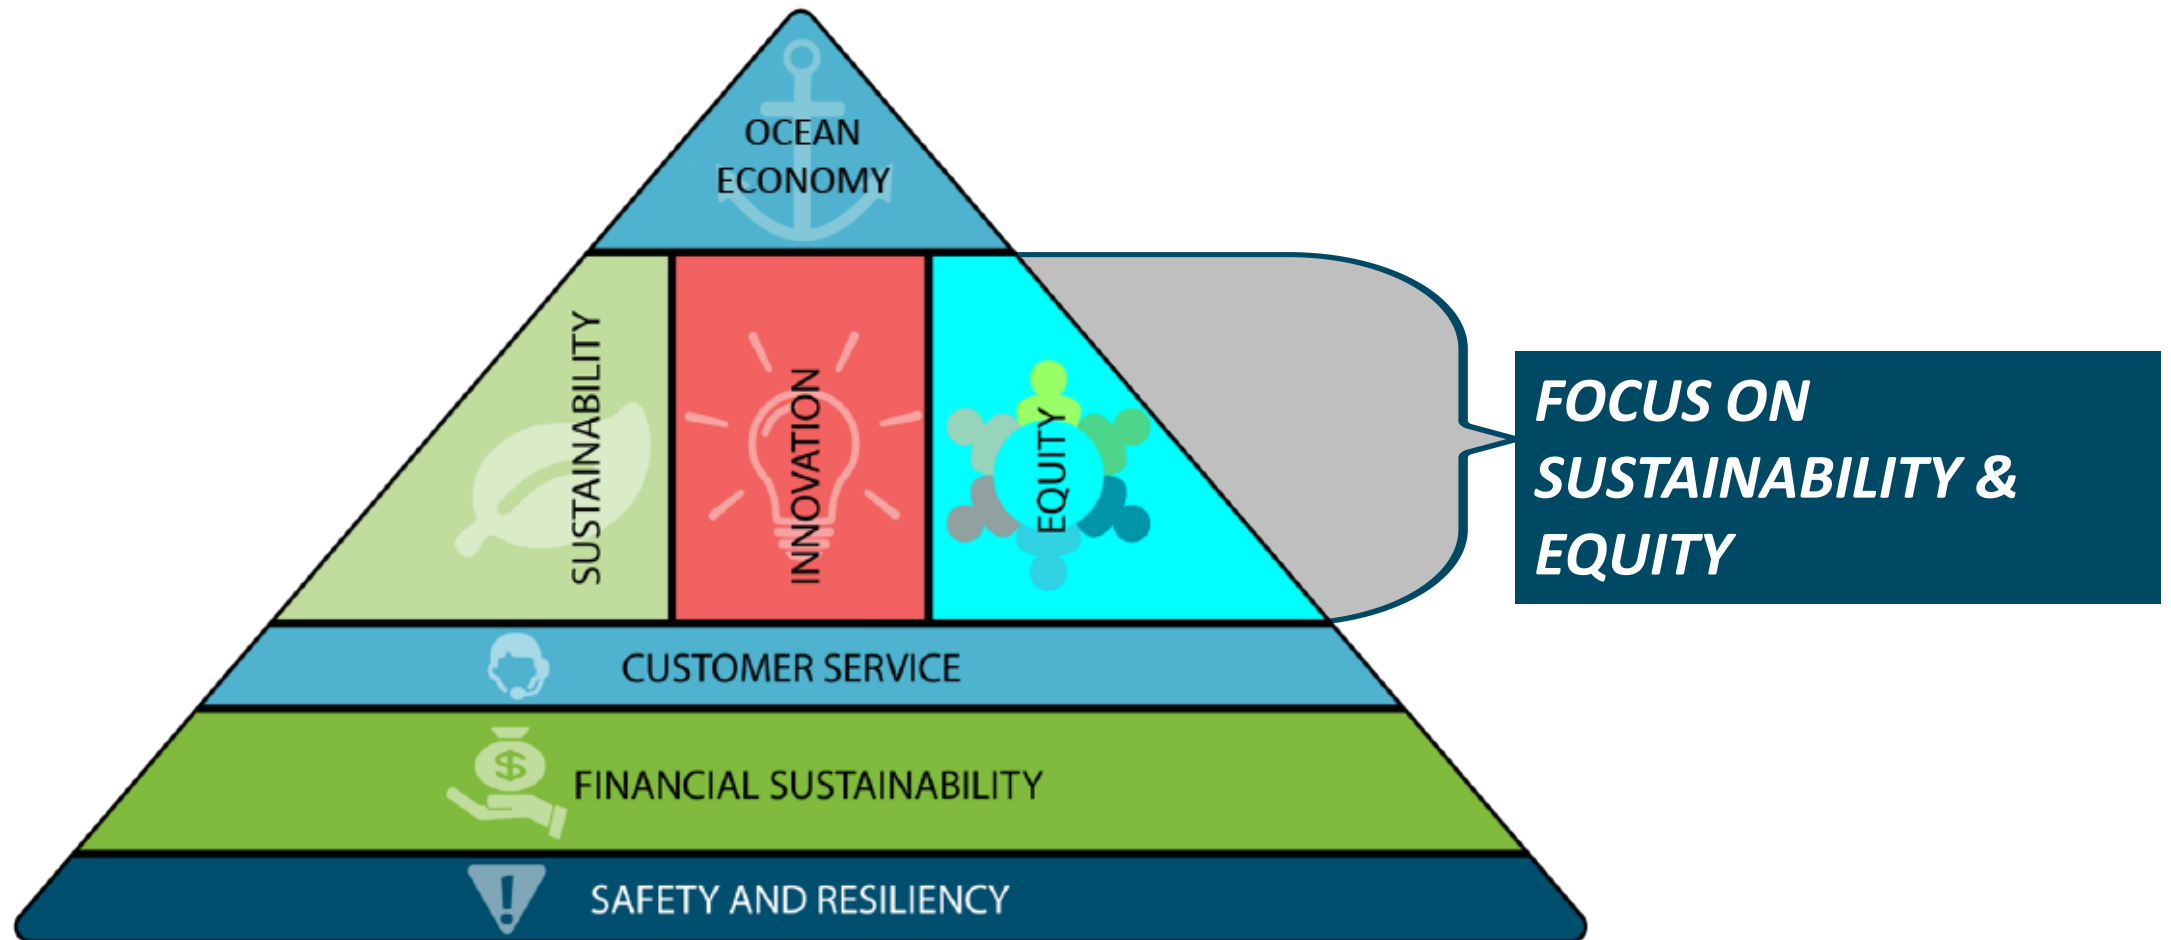 OCEAN
ECONOMY
SUSTAINABILITY
INNOVATION
EQUITY
FOCUS ON
SUSTAINABILITY &
EQUITY
CUSTOMER SERVICE
$
FINANCIAL SUSTAINABILITY
!
SAFETY AND RESILIENCY